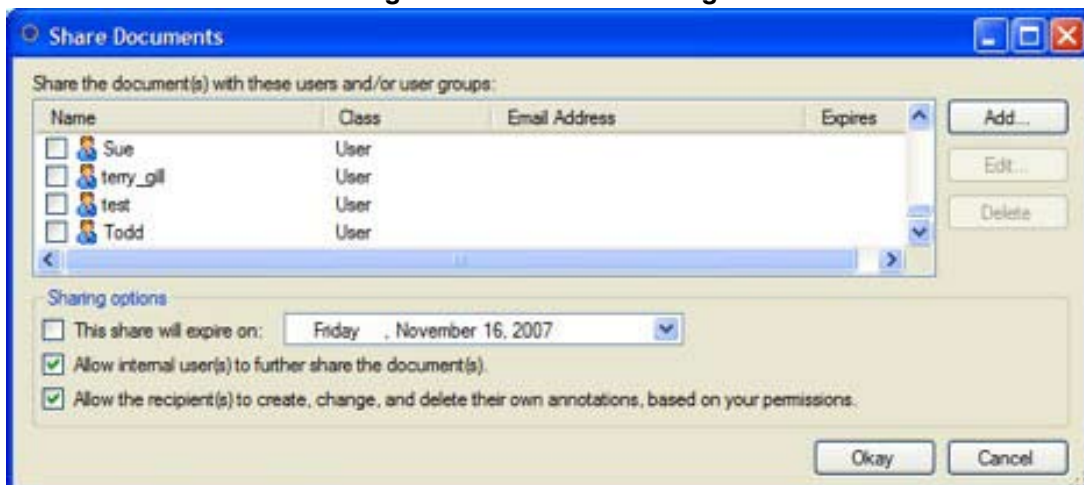 Share Documents
Share the document(s) with these users and/or user groups:
Name Class Email Address Expires
Add...
Sue User
Edit...
terry_gill User
test User
Delete
Todd User
Sharing options
This share will expire on: Friday , November 16, 2007
Allow internal user(s) to further share the document(s).
Allow the recipient(s) to create, change, and delete their own annotations, based on your permissions.
Okay Cancel